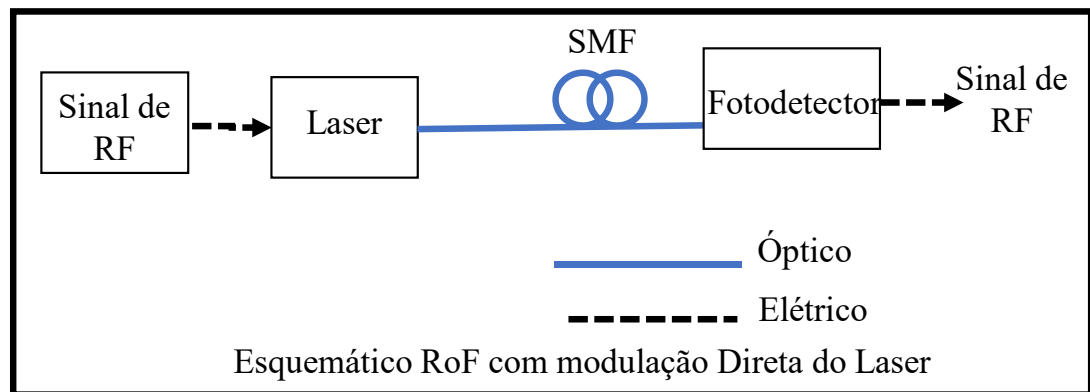 SMF
Sinal de
RF
Laser
Fotodetector
Sinal de
RF
Óptico
Elétrico
Esquemático RoF com modulação Direta do Laser